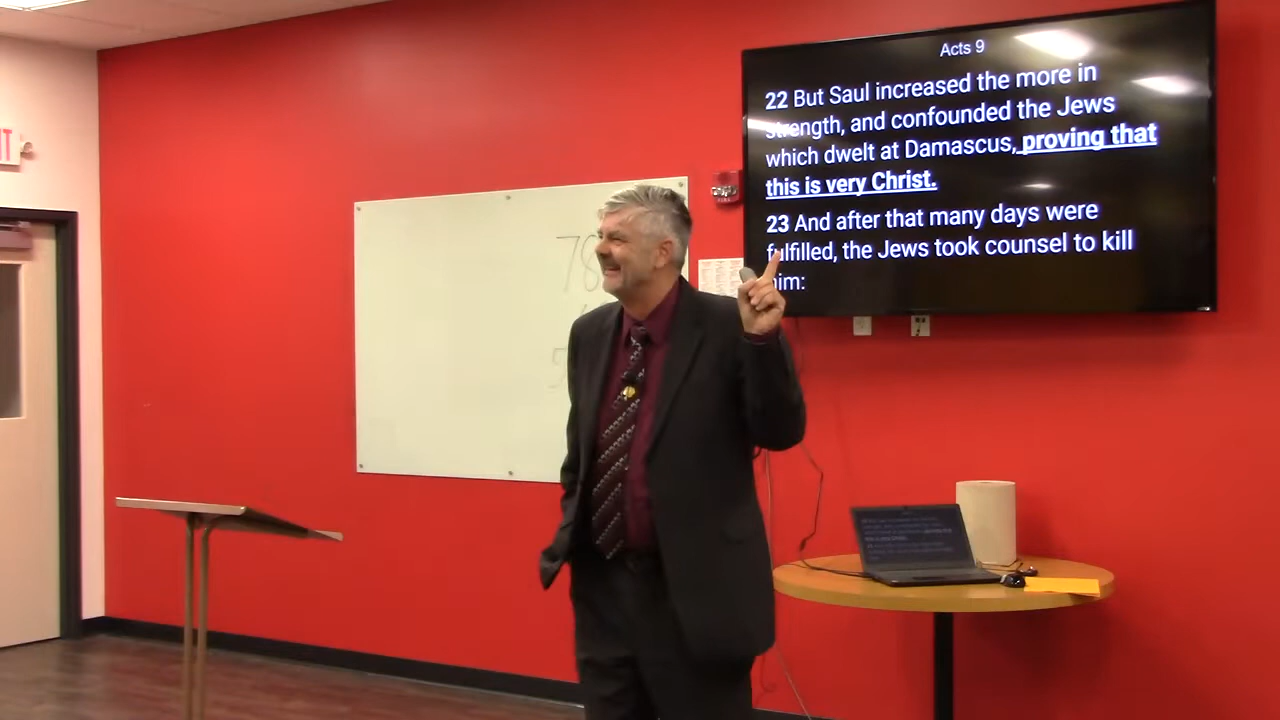 IT
78
Acts 9
22 But Saul increased the more in
strength, and confounded the Jews
which dwelt at Damascus, proving that
this is very Christ.
23 And after that many days were
fulfilled, the Jews took counsel to kill
him: